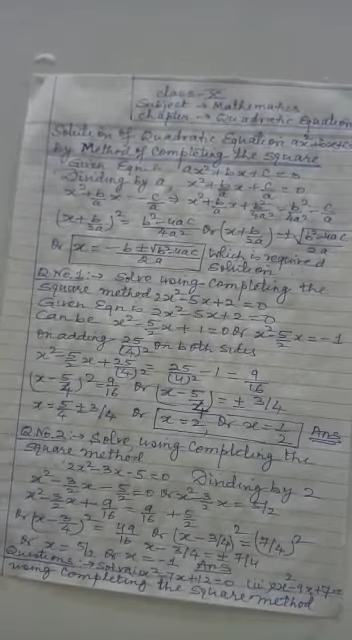 Class - X
Subject → Mathematics
Chapter → Quadratic Equation
Solution of Quadratic Equation ax²+bx+c=0
by Method of Completing the square
Given Eqn is ax²+bx+c=0
Dividing by a, x²+b/a x+c/a=0
x²+b/a x = -c/a ⇒ x²+b/a x+b²/4a² = b²/4a² - c/a
(x+b/2a)² = b²-4ac/4a² Or (x+b/2a) = ±√b²-4ac/2a
Or x = -b±√b²-4ac/2a which is required
solution
Q.No.1:→ Solve using completing the
square method 2x²-5x+2=0
Given Eqn is 2x²-5x+2=0
Can be x²-5/2x+1=0 Or x²-5/2x=-1
On adding 25/(4)² on both sides
x²-5/2x+25/(4)² = 25/(4)² -1 = 9/16
(x-5/4)² = 9/16 Or (x-5/4) = ±3/4
x = 5/4 ± 3/4 Or x=2, Or x=1/2 Ans
Q.No.2:→ Solve, using Completing the
square method
2x²-3x-5=0 Dividing by 2
x²-3/2x-5/2=0 Or x²-3/2x=5/2
x²-3/2x+9/16=9/16+5/2
Or (x-3/4)² = 49/16 Or (x-3/4)² = (7/4)²
x-3/4 = ±7/4
Or x=5/2 Or x=-1 Ans
Questions:→ Solve x²-7x+12=0 (ii) 2x²-9x+7=0
using completing the square method